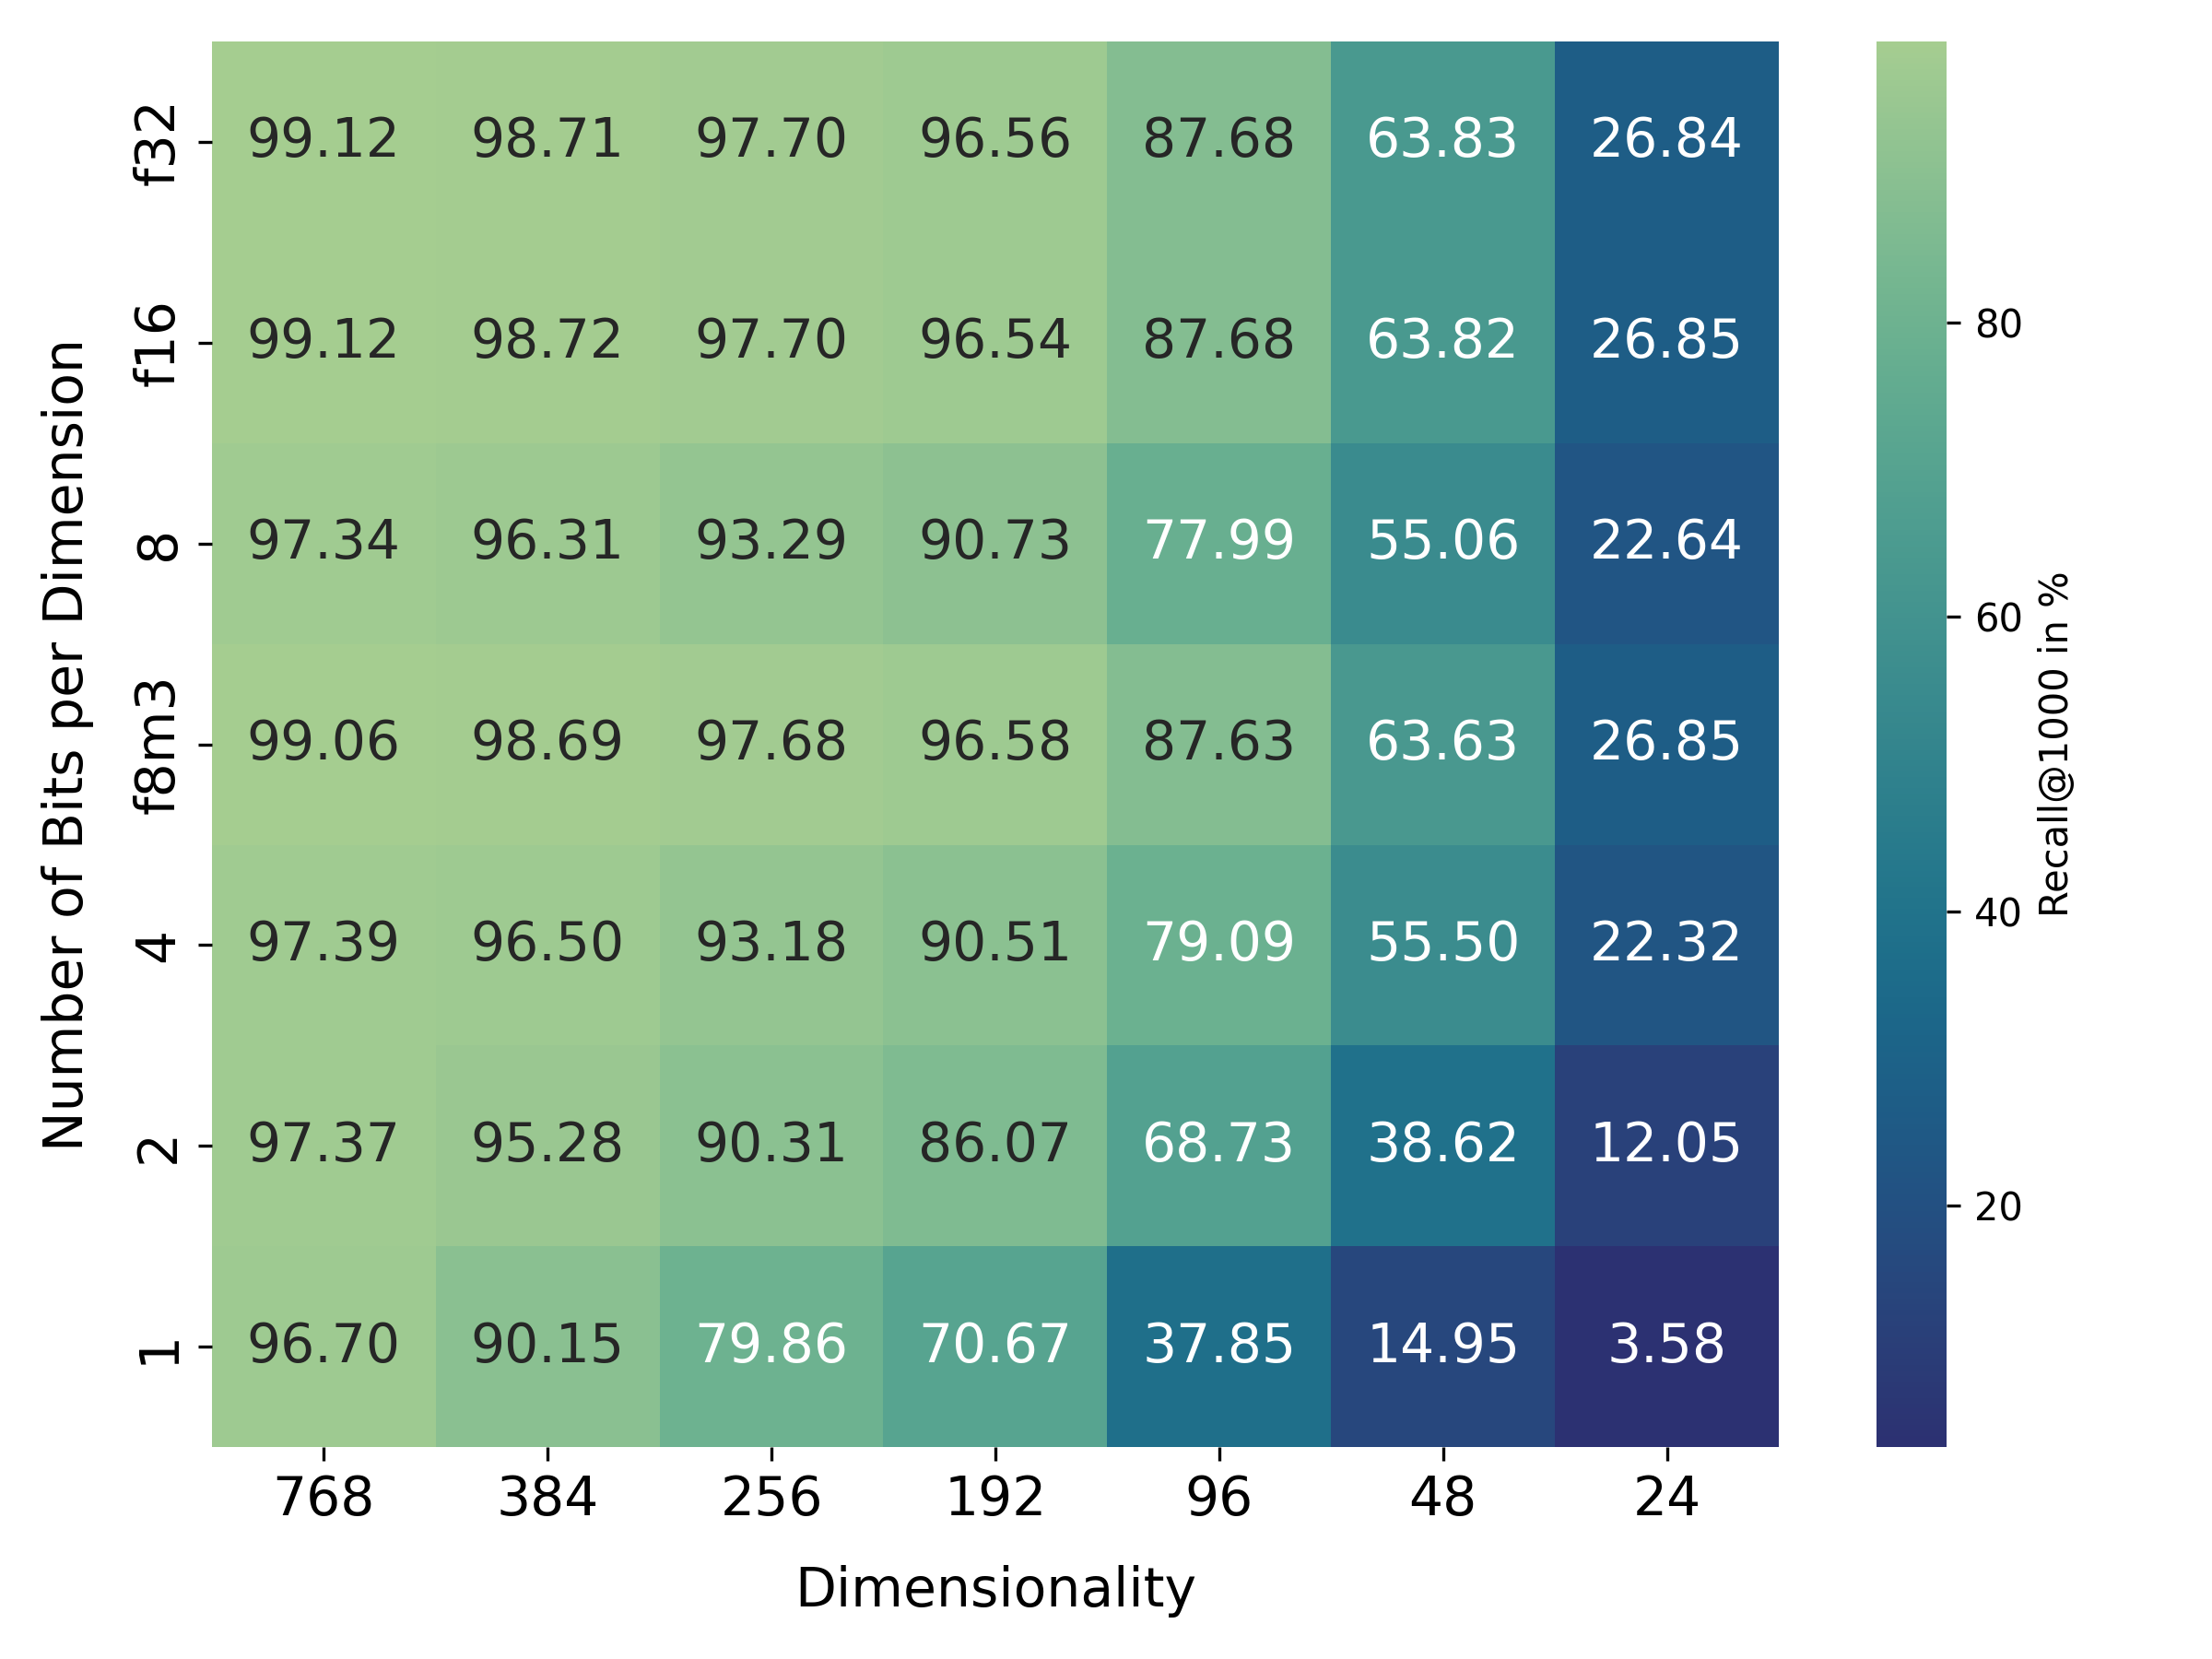 Number of Bits per Dimension
f32 99.12 98.71 97.70 96.56 87.68 63.83 26.84
f16 99.12 98.72 97.70 96.54 87.68 63.82 26.85
8 97.34 96.31 93.29 90.73 77.99 55.06 22.64
f8m3 99.06 98.69 97.68 96.58 87.63 63.63 26.85
4 97.39 96.50 93.18 90.51 79.09 55.50 22.32
2 97.37 95.28 90.31 86.07 68.73 38.62 12.05
1 96.70 90.15 79.86 70.67 37.85 14.95 3.58
768 384 256 192 96 48 24
Dimensionality
80
60
40
20
Recall@1000 in %